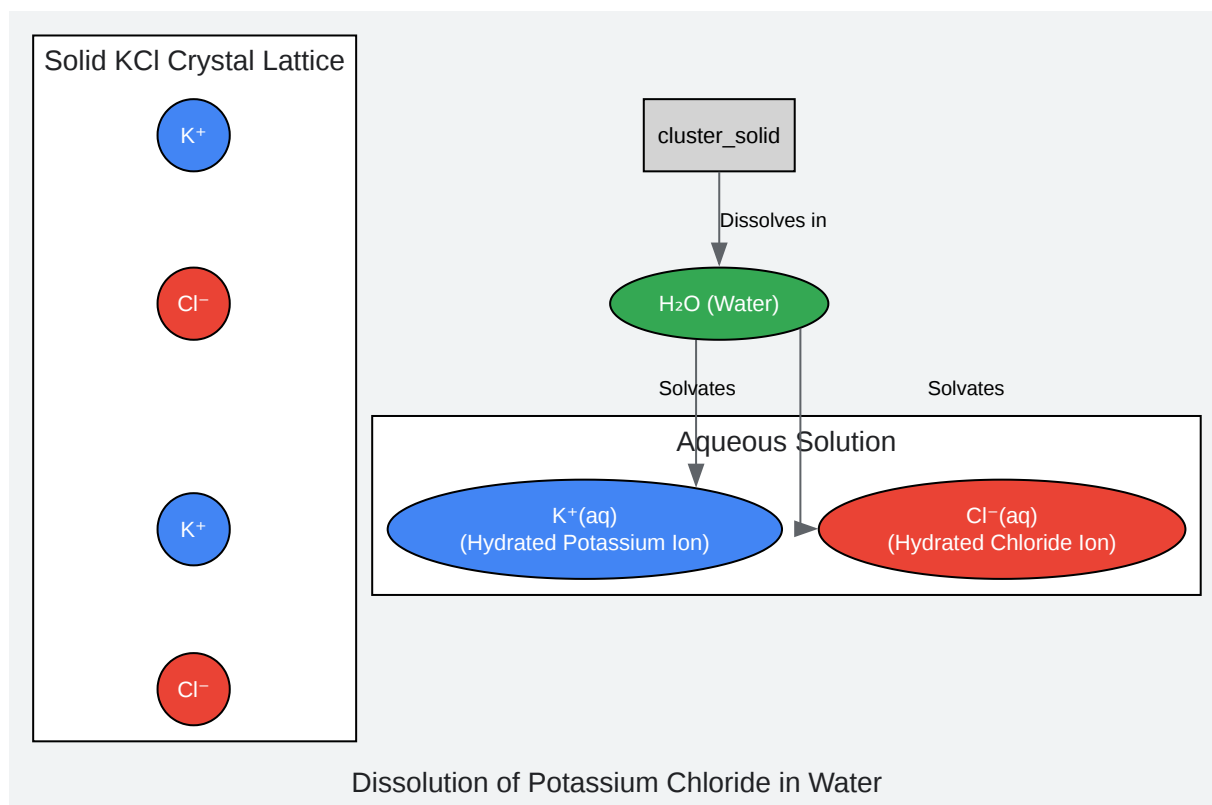 Solid KCl Crystal Lattice
K⁺
Cl⁻
K⁺
Cl⁻
cluster_solid
Dissolves in
H₂O (Water)
Solvates
Solvates
Aqueous Solution
K⁺(aq)
(Hydrated Potassium Ion)
Cl⁻(aq)
(Hydrated Chloride Ion)
Dissolution of Potassium Chloride in Water